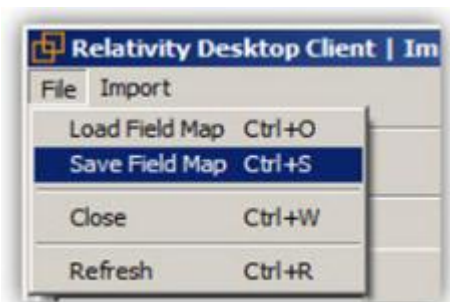 Relativity Desktop Client | Im
File Import
Load Field Map Ctrl+O
Save Field Map Ctrl+S
Close Ctrl+W
Refresh Ctrl+R